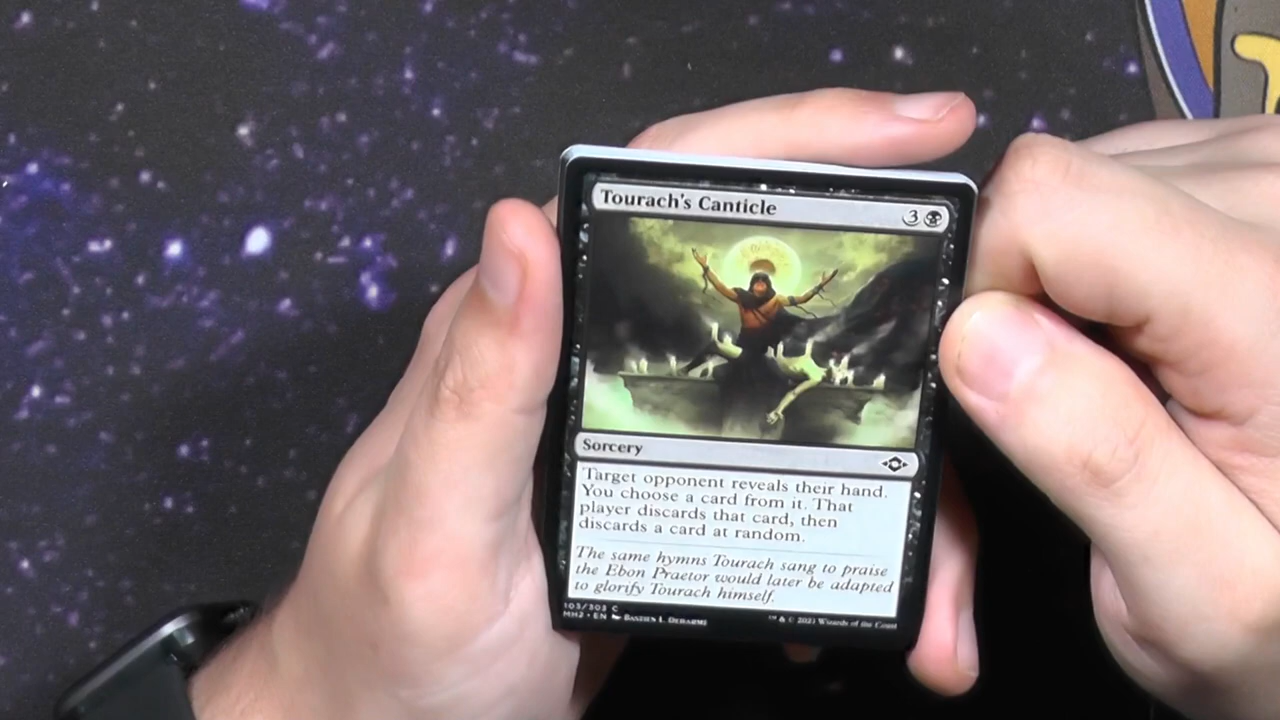 Tourach's Canticle
3
Sorcery
Target opponent reveals their hand.
You choose a card from it. That
player discards that card, then
discards a card at random.
The same hymns Tourach sang to praise
the Ebon Praetor would later be adapted
to glorify Tourach himself.
103/303 C
MH2 • EN Bastien L. Deharme
™ & © 2021 Wizards of the Coast